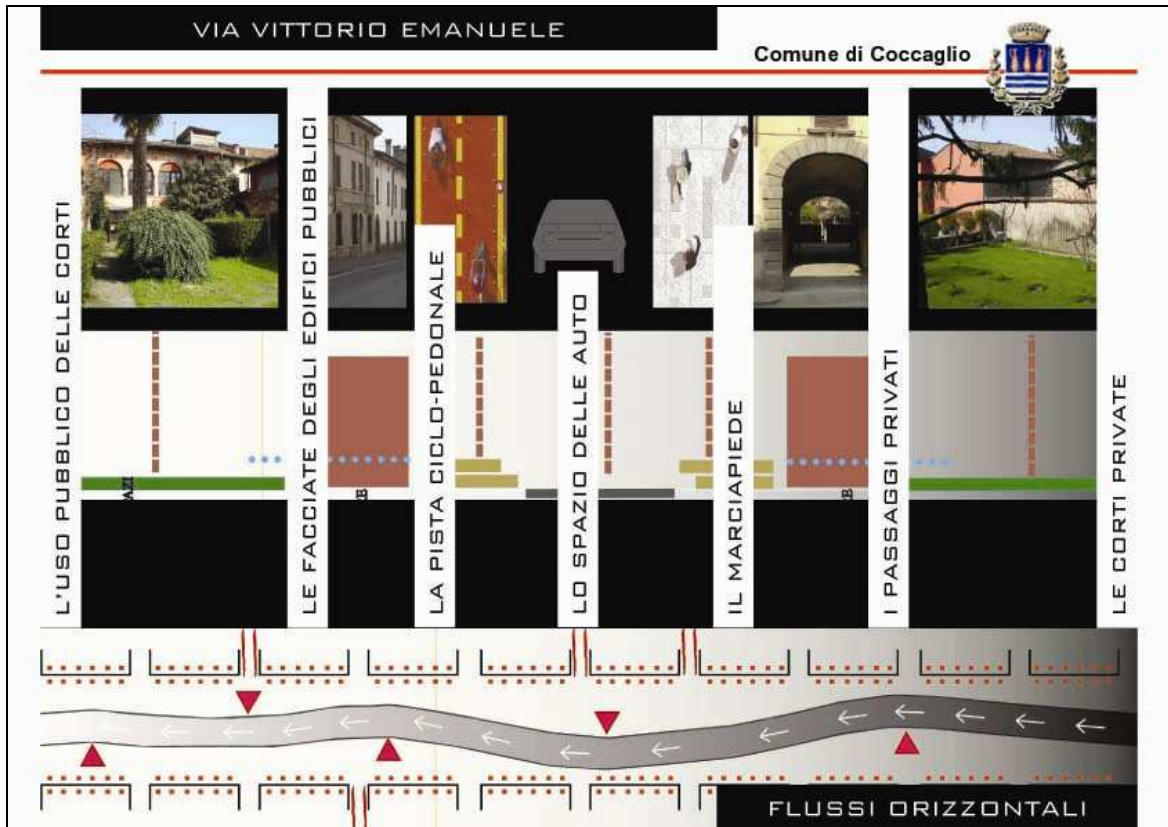 VIA VITTORIO EMANUELE
Comune di Coccaglio
L'USO PUBBLICO DELLE CORTI
LE FACCIATE DEGLI EDIFICI PUBBLICI
LA PISTA CICLO-PEDONALE
LO SPAZIO DELLE AUTO
IL MARCIAPIEDE
I PASSAGGI PRIVATI
LE CORTI PRIVATE
FLUSSI ORIZZONTALI